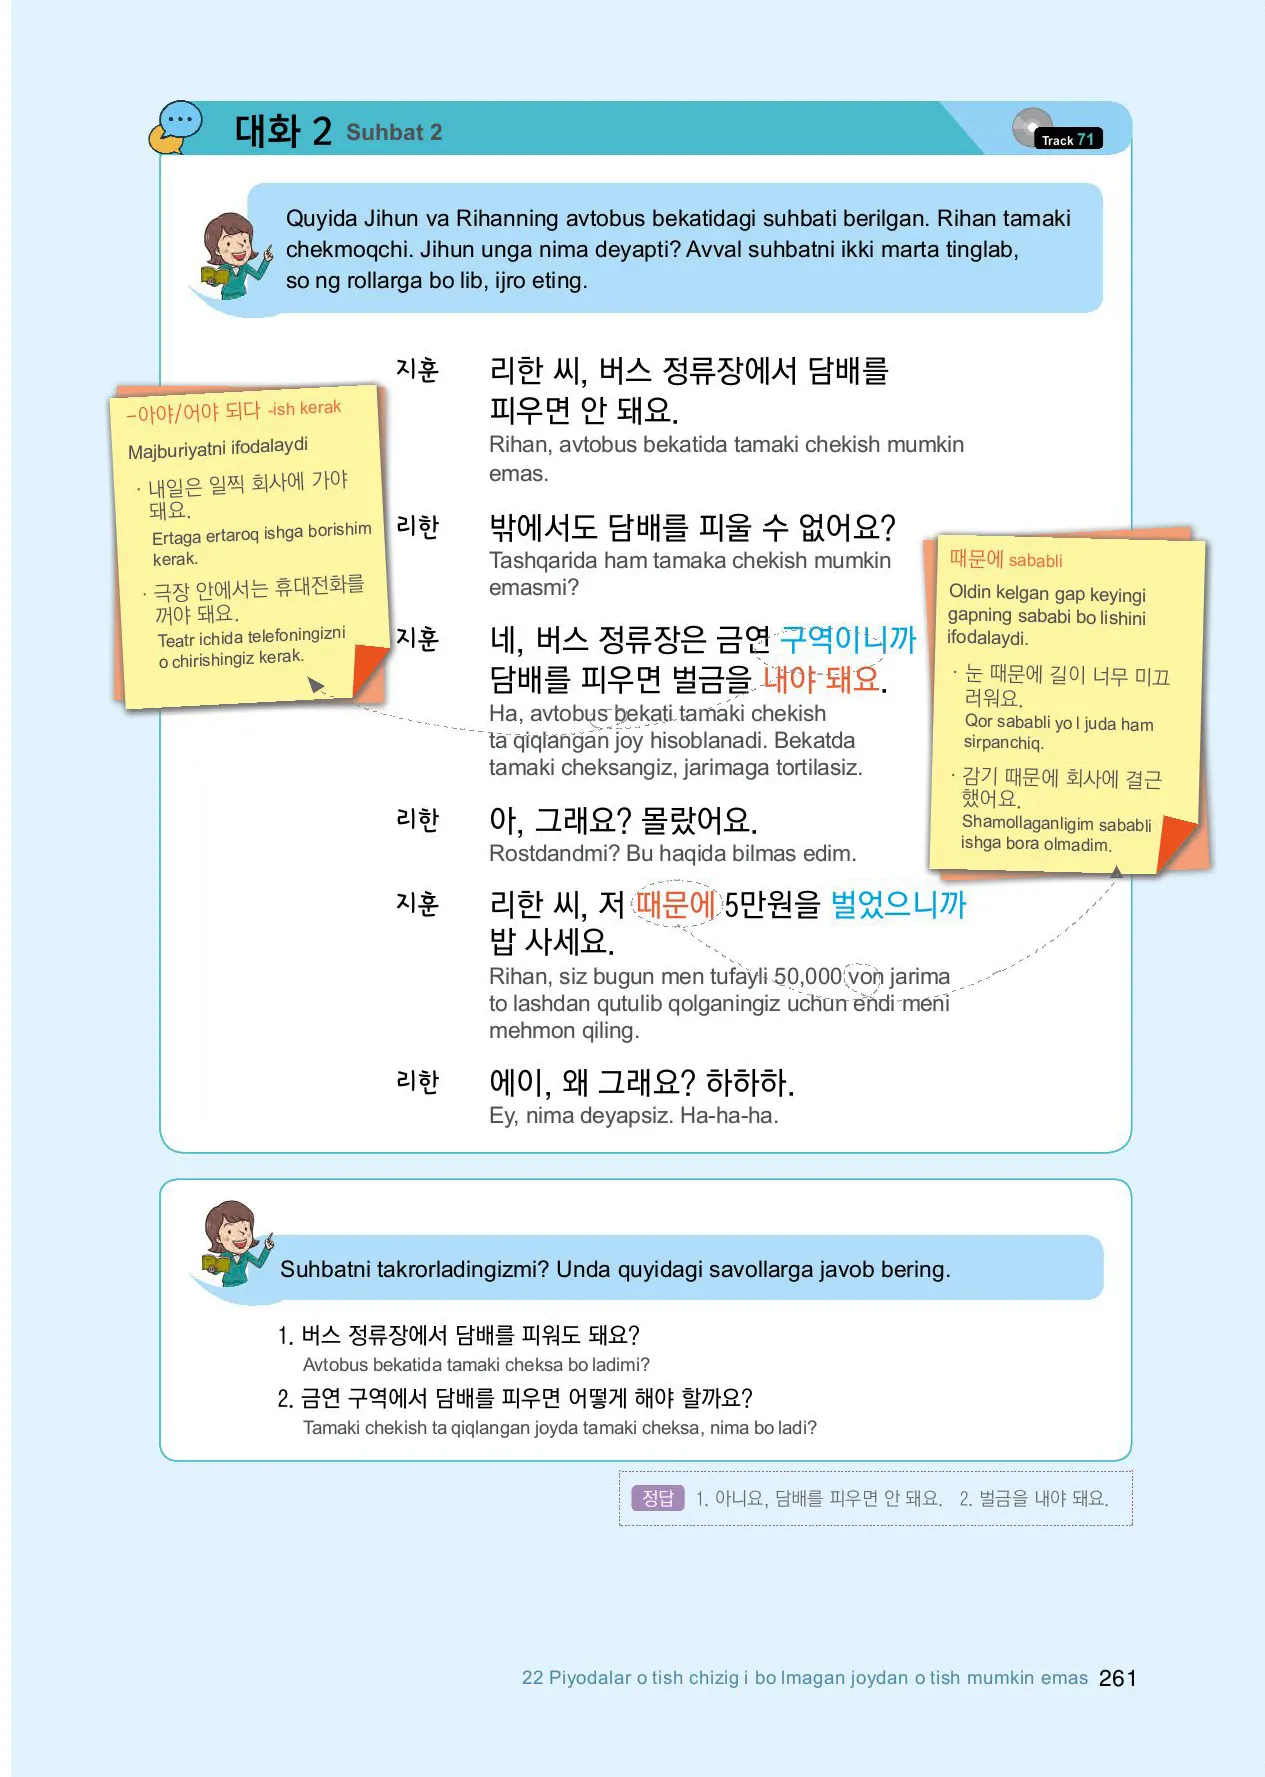 대화 2 Suhbat 2
Track 71
Quyida Jihun va Rihanning avtobus bekatidagi suhbati berilgan. Rihan tamaki
chekmoqchi. Jihun unga nima deyapti? Avval suhbatni ikki marta tinglab,
so ng rollarga bo lib, ijro eting.
지훈 리한 씨, 버스 정류장에서 담배를
피우면 안 돼요.
Rihan, avtobus bekatida tamaki chekish mumkin
emas.
리한 밖에서도 담배를 피울 수 없어요?
Tashqarida ham tamaka chekish mumkin
emasmi?
지훈 네, 버스 정류장은 금연 구역이니까
담배를 피우면 벌금을 내야 돼요.
Ha, avtobus bekati tamaki chekish
ta qiqlangan joy hisoblanadi. Bekatda
tamaki cheksangiz, jarimaga tortilasiz.
리한 아, 그래요? 몰랐어요.
Rostdandmi? Bu haqida bilmas edim.
지훈 리한 씨, 저 때문에 5만원을 벌었으니까
밥 사세요.
Rihan, siz bugun men tufayli 50,000 von jarima
to lashdan qutulib qolganingiz uchun endi meni
mehmon qiling.
리한 에이, 왜 그래요? 하하하.
Ey, nima deyapsiz. Ha-ha-ha.
-아야/어야 되다 -ish kerak
Majburiyatni ifodalaydi
· 내일은 일찍 회사에 가야
돼요.
Ertaga ertaroq ishga borishim
kerak.
· 극장 안에서는 휴대전화를
꺼야 돼요.
Teatr ichida telefoningizni
o chirishingiz kerak.
때문에 sababli
Oldin kelgan gap keyingi
gapning sababi bo lishini
ifodalaydi.
· 눈 때문에 길이 너무 미끄
러워요.
Qor sababli yo l juda ham
sirpanchiq.
· 감기 때문에 회사에 결근
했어요.
Shamollaganligim sababli
ishga bora olmadim.
Suhbatni takrorladingizmi? Unda quyidagi savollarga javob bering.
1. 버스 정류장에서 담배를 피워도 돼요?
Avtobus bekatida tamaki cheksa bo ladimi?
2. 금연 구역에서 담배를 피우면 어떻게 해야 할까요?
Tamaki chekish ta qiqlangan joyda tamaki cheksa, nima bo ladi?
정답 1. 아니요, 담배를 피우면 안 돼요. 2. 벌금을 내야 돼요.
22 Piyodalar o tish chizig i bo lmagan joydan o tish mumkin emas 261